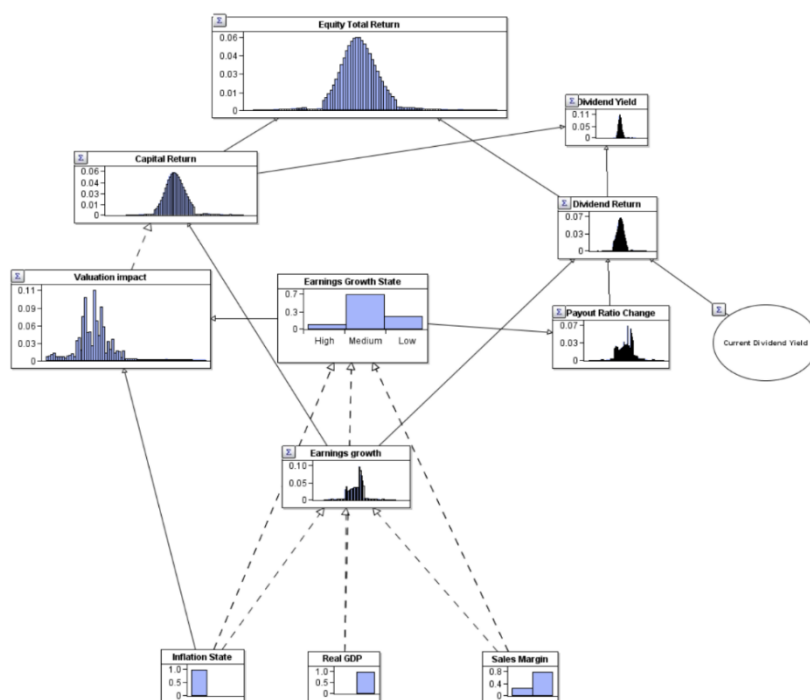 Σ
Equity Total Return
0.06
0.04
0.03
0.01
0
Σ
Dividend Yield
0.11
0.05
0
Σ
Capital Return
0.06
0.04
0.03
0.01
0
Σ
Dividend Return
0.07
0.03
0
Σ
Valuation impact
0.11
0.09
0.06
0.03
0
Earnings Growth State
0.7
0.3
0
High Medium Low
Σ
Payout Ratio Change
0.07
0.03
0
Σ
Current Dividend Yield
Σ
Earnings growth
0.10
0.05
0
Inflation State
1.0
0.5
0
Real GDP
1.0
0.5
0
Sales Margin
0.8
0.4
0